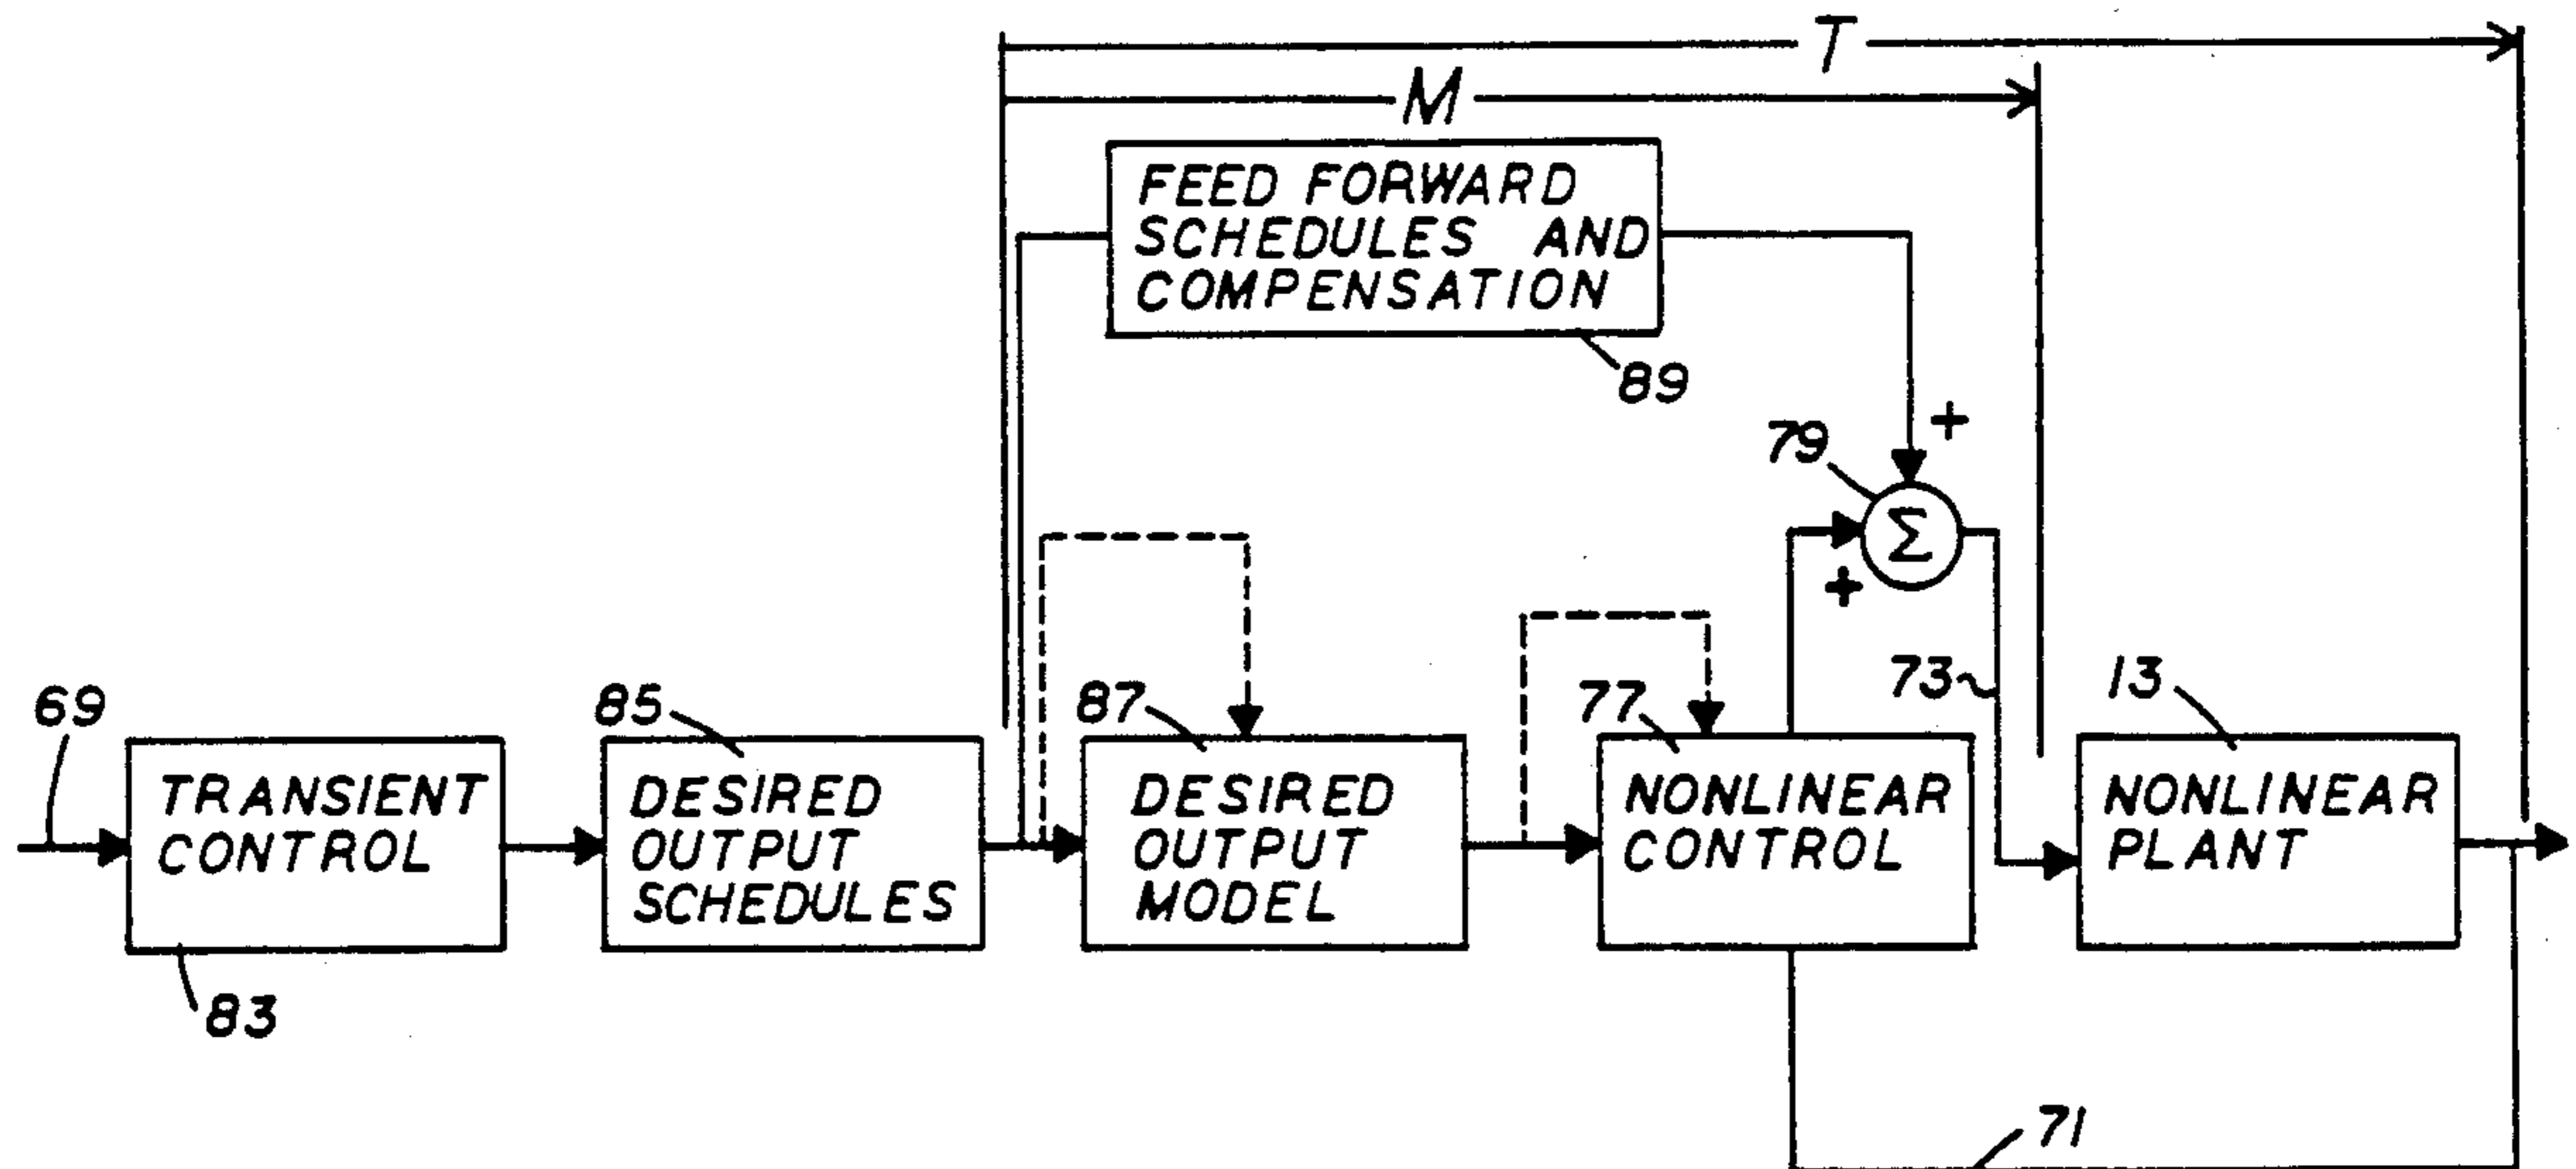 T
M
FEED FORWARD
SCHEDULES AND
COMPENSATION
89
+
79
Σ
+
69
85
87
77
73
13
TRANSIENT
CONTROL
DESIRED
OUTPUT
SCHEDULES
DESIRED
OUTPUT
MODEL
NONLINEAR
CONTROL
NONLINEAR
PLANT
83
71